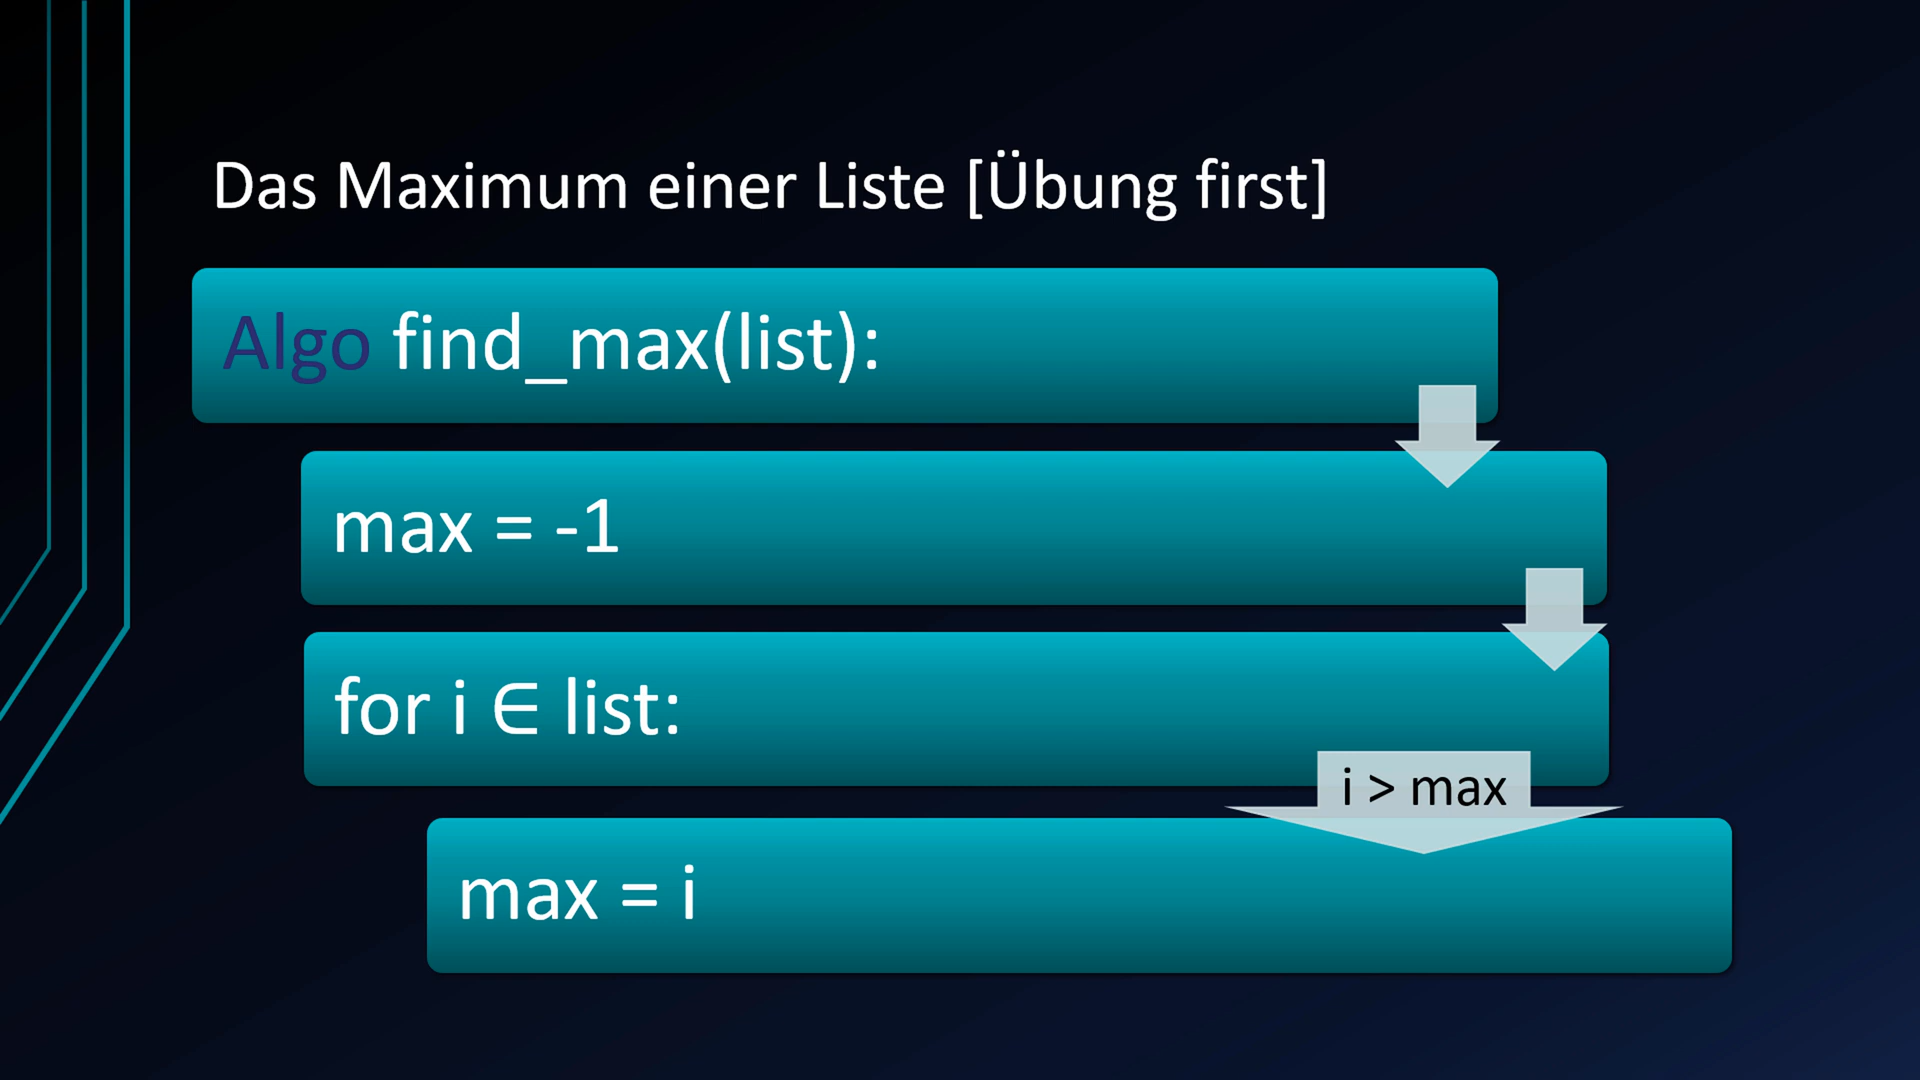 Das Maximum einer Liste [Übung first]
Algo find_max(list):
max = -1
for i ∈ list:
i > max
max = i